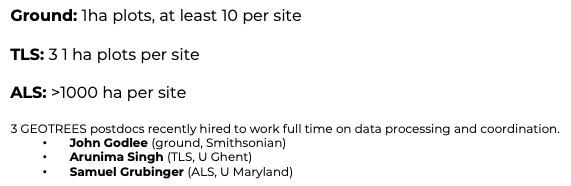 Ground: 1ha plots, at least 10 per site
TLS: 3 1 ha plots per site
ALS: >1000 ha per site
3 GEOTREES postdocs recently hired to work full time on data processing and coordination.
• John Godlee (ground, Smithsonian)
• Arunima Singh (TLS, U Ghent)
• Samuel Grubinger (ALS, U Maryland)